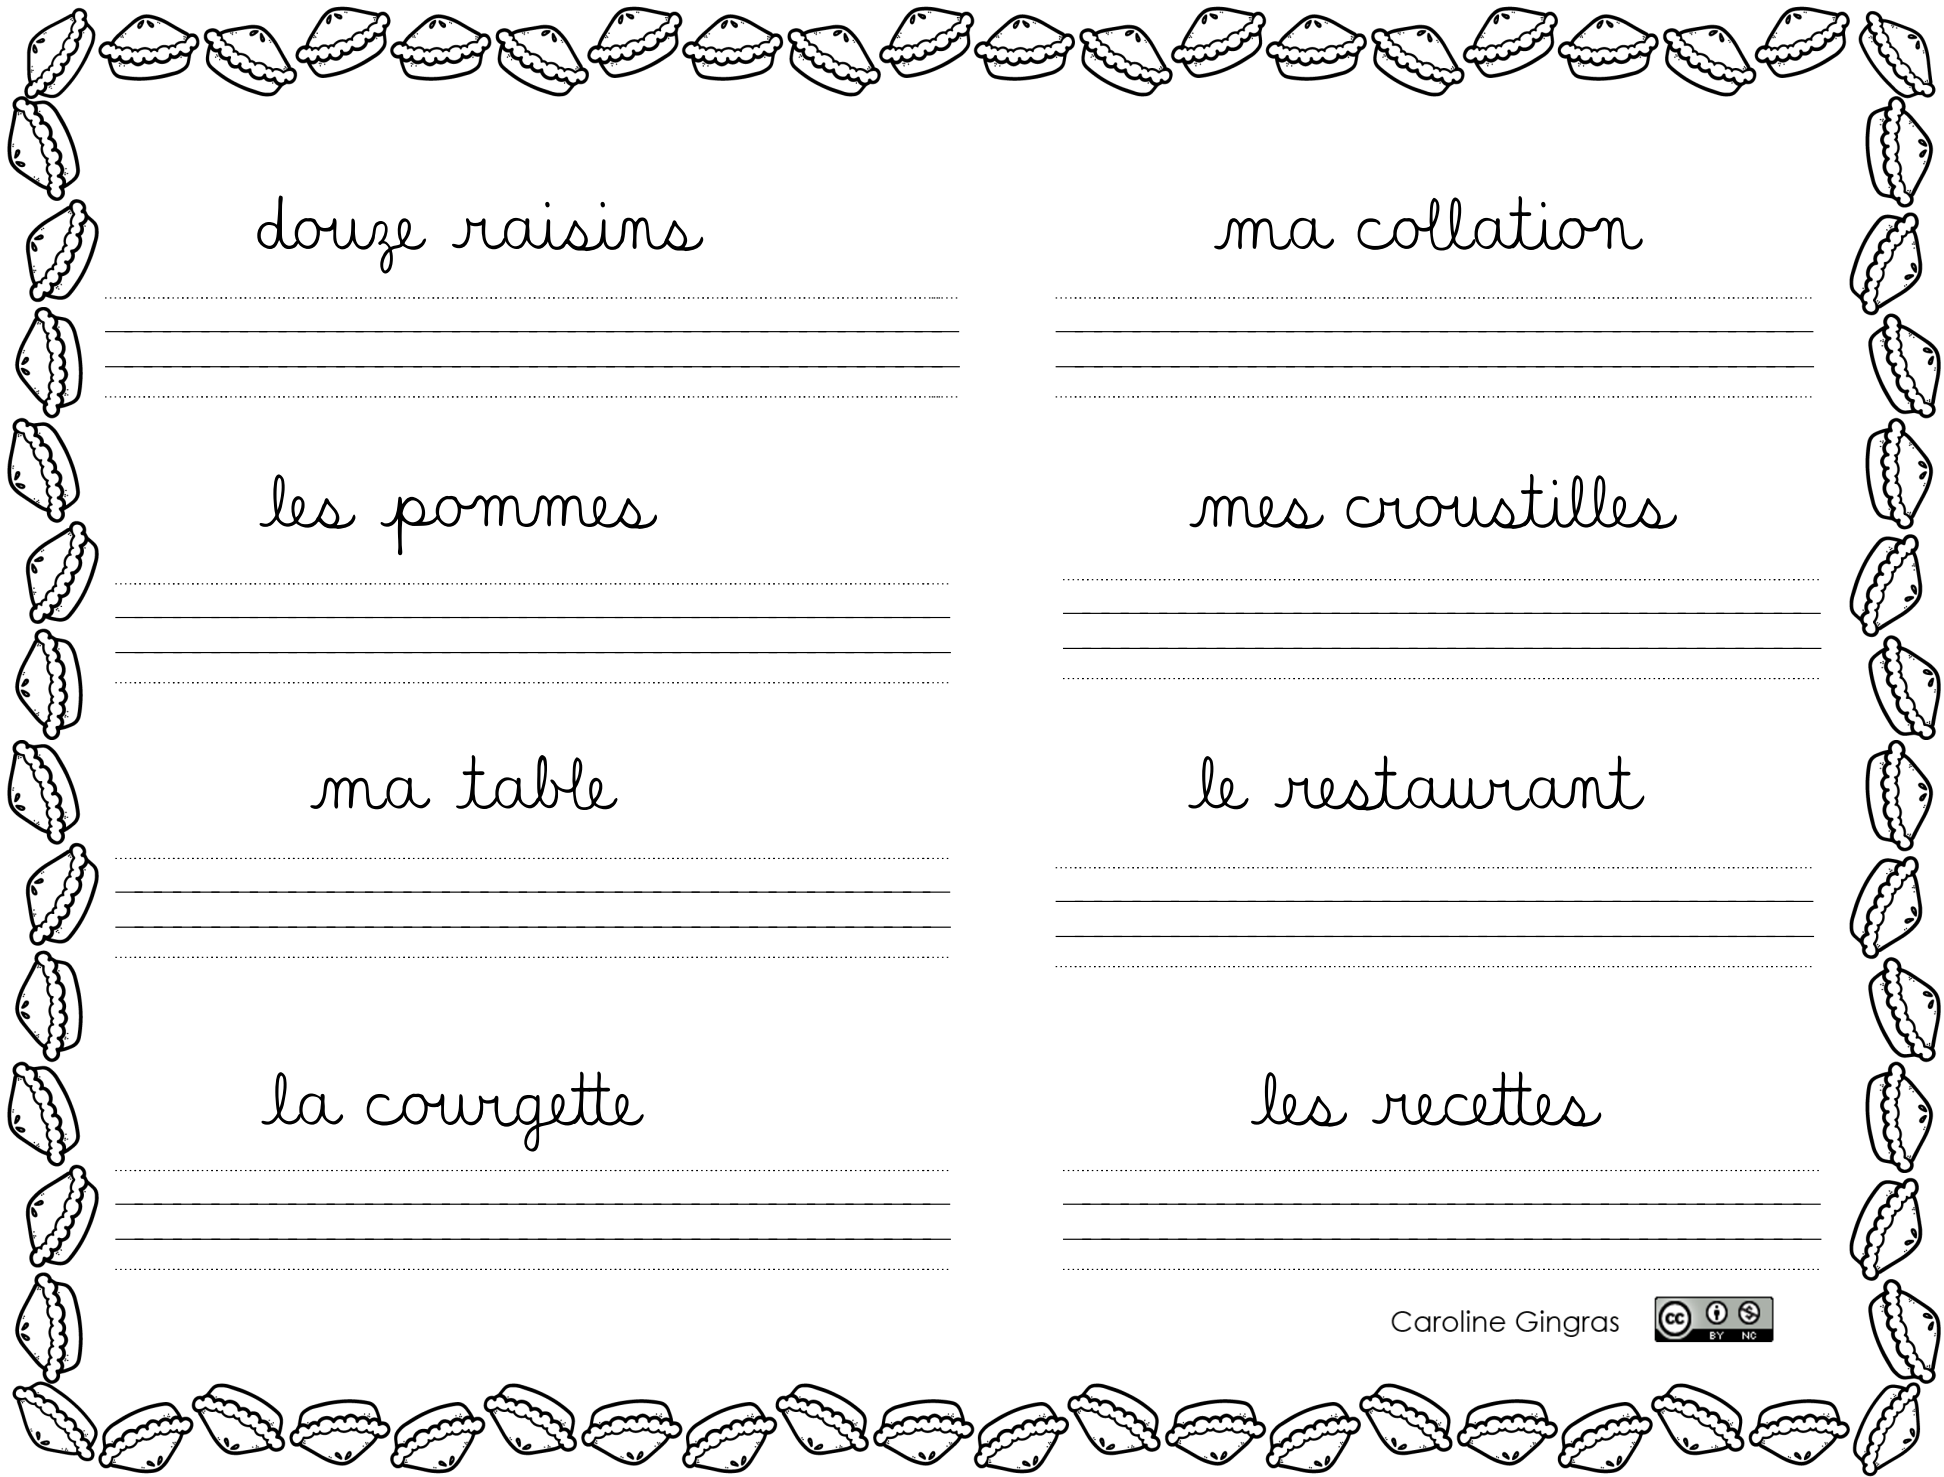 douze raisins
ma collation
les pommes
mes croustilles
ma table
le restaurant
la courgette
les recettes
Caroline Gingras
cc BY NC